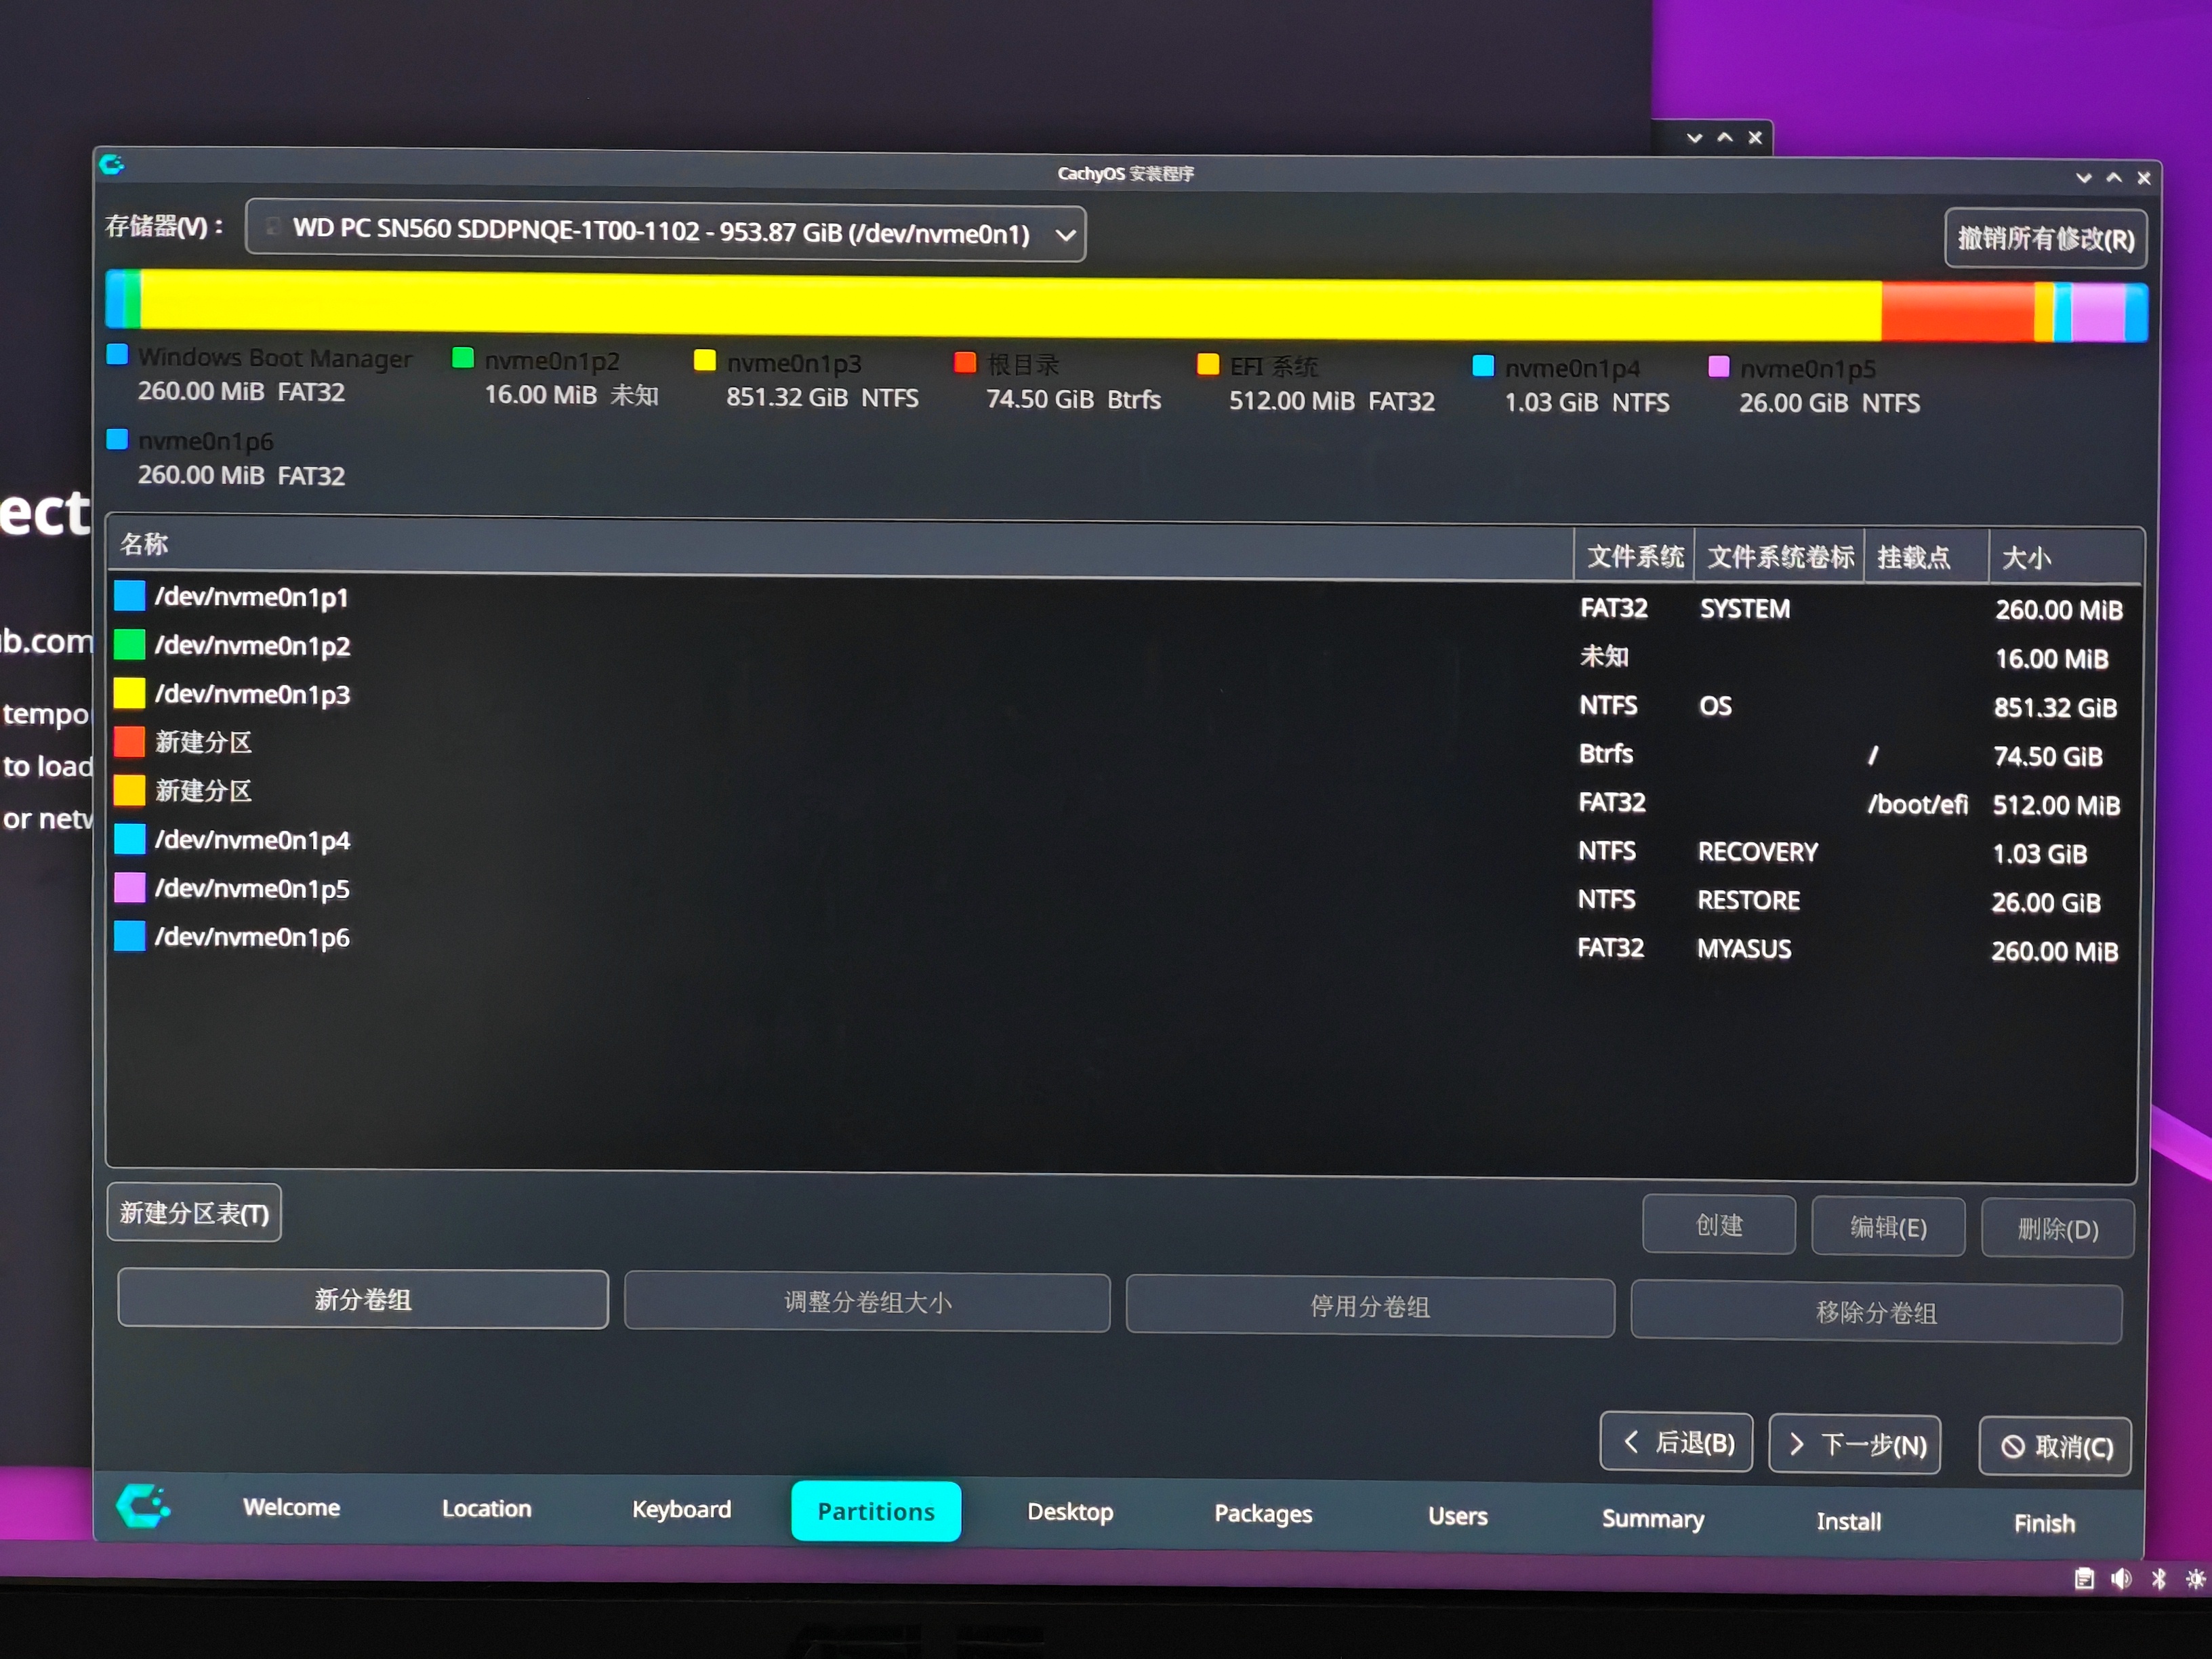 CachyOS 安装程序
存储器(V)： WD PC SN560 SDDPNQE-1T00-1102 - 953.87 GiB (/dev/nvme0n1) 撤销所有修改(R)
Windows Boot Manager nvme0n1p2 nvme0n1p3 根目录 EFI 系统 nvme0n1p4 nvme0n1p5
260.00 MiB FAT32 16.00 MiB 未知 851.32 GiB NTFS 74.50 GiB Btrfs 512.00 MiB FAT32 1.03 GiB NTFS 26.00 GiB NTFS
nvme0n1p6
260.00 MiB FAT32
ect
名称 文件系统 文件系统卷标 挂载点 大小
/dev/nvme0n1p1 FAT32 SYSTEM 260.00 MiB
b.com
/dev/nvme0n1p2 未知 16.00 MiB
/dev/nvme0n1p3 NTFS OS 851.32 GiB
tempo
新建分区 Btrfs / 74.50 GiB
to load
新建分区 FAT32 /boot/efi 512.00 MiB
or netw
/dev/nvme0n1p4 NTFS RECOVERY 1.03 GiB
/dev/nvme0n1p5 NTFS RESTORE 26.00 GiB
/dev/nvme0n1p6 FAT32 MYASUS 260.00 MiB
新建分区表(T) 创建 编辑(E) 删除(D)
新分卷组 调整分卷组大小 停用分卷组 移除分卷组
后退(B) 下一步(N) 取消(C)
Welcome Location Keyboard Partitions Desktop Packages Users Summary Install Finish